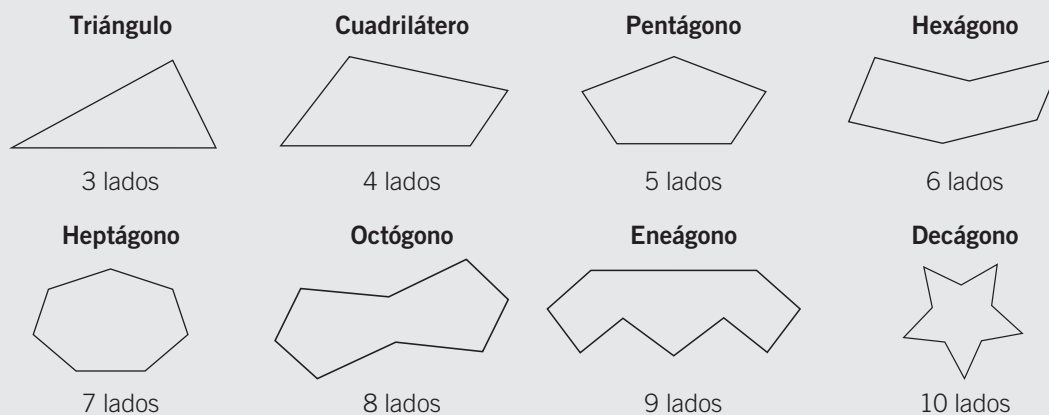 Triángulo Cuadrilátero Pentágono Hexágono
3 lados 4 lados 5 lados 6 lados
Heptágono Octógono Eneágono Decágono
7 lados 8 lados 9 lados 10 lados